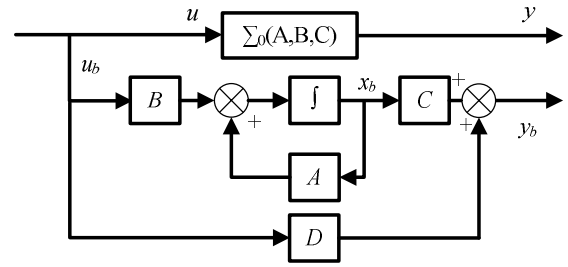 u
y
∑₀(A,B,C)
u_b
B
+
∫
x_b
C
+
+
y_b
A
D